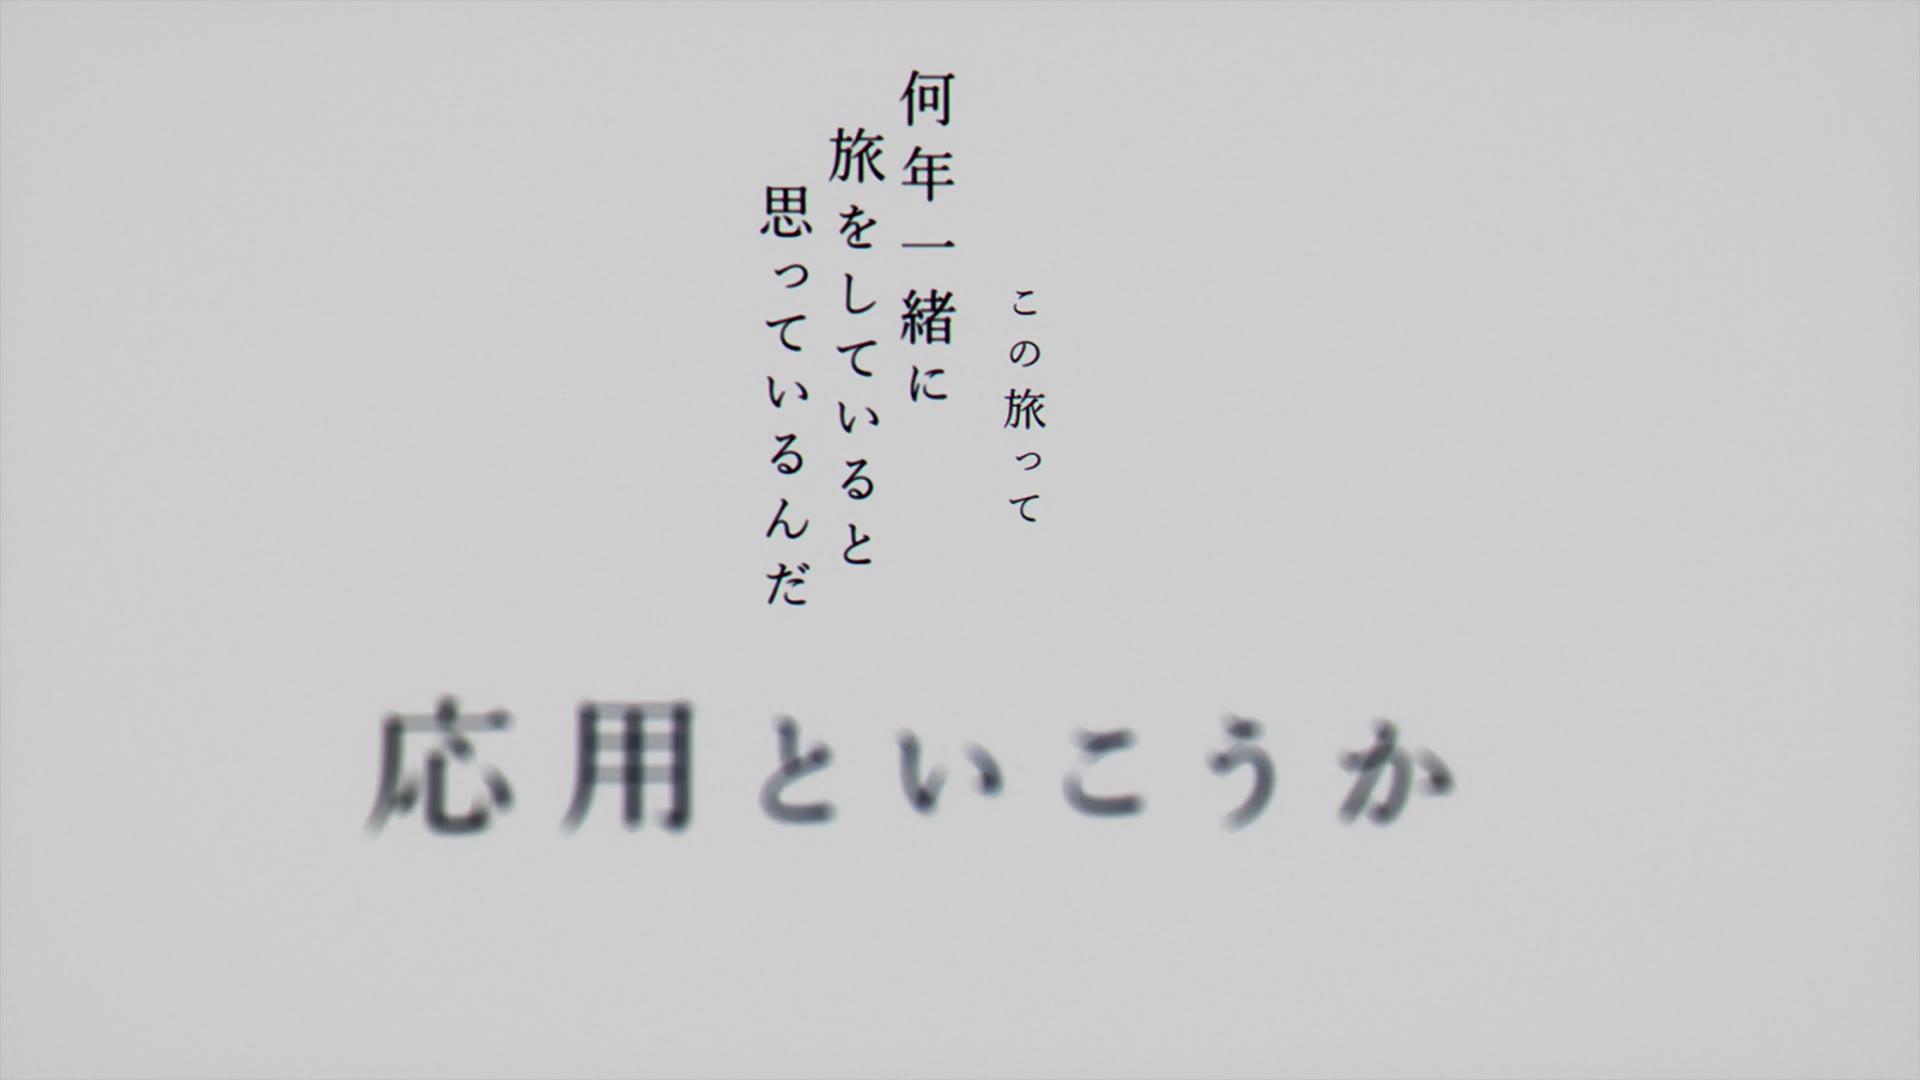 この旅って
何年一緒に
旅をしていると
思っているんだ
応用といこうか